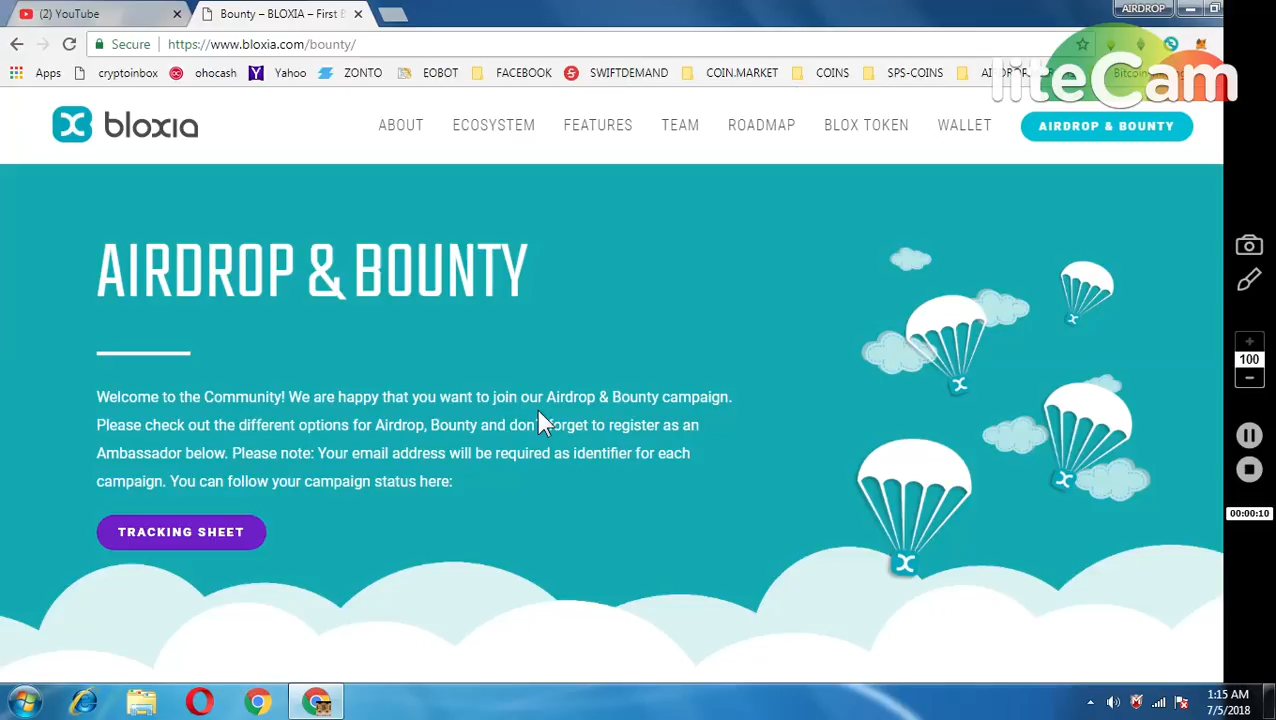 (2) YouTube
Bounty – BLOXIA – First B
AIRDROP
Secure
https://www.bloxia.com/bounty/
Apps
cryptoinbox
ohocash
Yahoo
ZONTO
EOBOT
FACEBOOK
SWIFTDEMAND
COIN.MARKET
COINS
SPS-COINS
liteCam
bloxia
ABOUT
ECOSYSTEM
FEATURES
TEAM
ROADMAP
BLOX TOKEN
WALLET
AIRDROP & BOUNTY
AIRDROP & BOUNTY
Welcome to the Community! We are happy that you want to join our Airdrop & Bounty campaign.
Please check out the different options for Airdrop, Bounty and don forget to register as an
Ambassador below. Please note: Your email address will be required as identifier for each
campaign. You can follow your campaign status here:
TRACKING SHEET
100
00:00:10
1:15 AM
7/5/2018